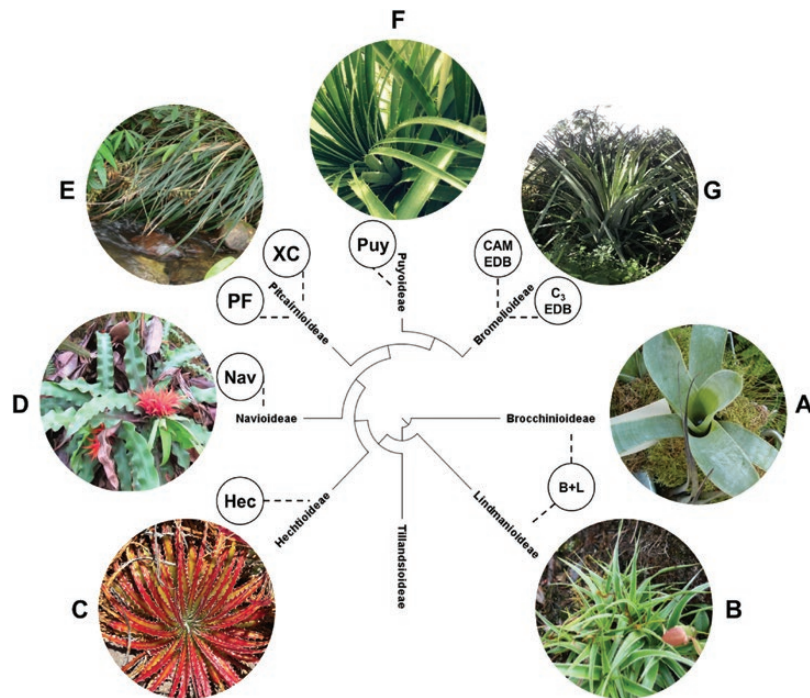 F
E
G
XC
Puy
CAM
EDB
C₃
EDB
PF
Pitcairnioideae
Puyoideae
Bromelioideae
D
Nav
Navioideae
Brocchinioideae
A
Hec
Hechtioideae
Tillandsioideae
Lindmanioideae
B+L
C
B